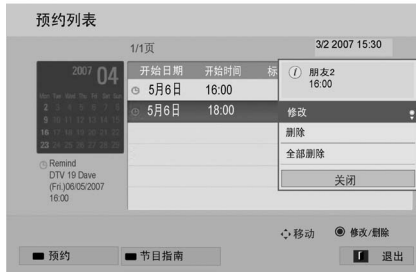 预约列表
3/2 2007 15:30
1/1页
2007 04
开始日期 开始时间 标
5月6日 16:00
5月6日 18:00
朋友2
16:00
修改
删除
全部删除
关闭
Remind
DTV 19 Dave
(Fri.)06/05/2007
16:00
移动 修改/删除
预约 节目指南 退出